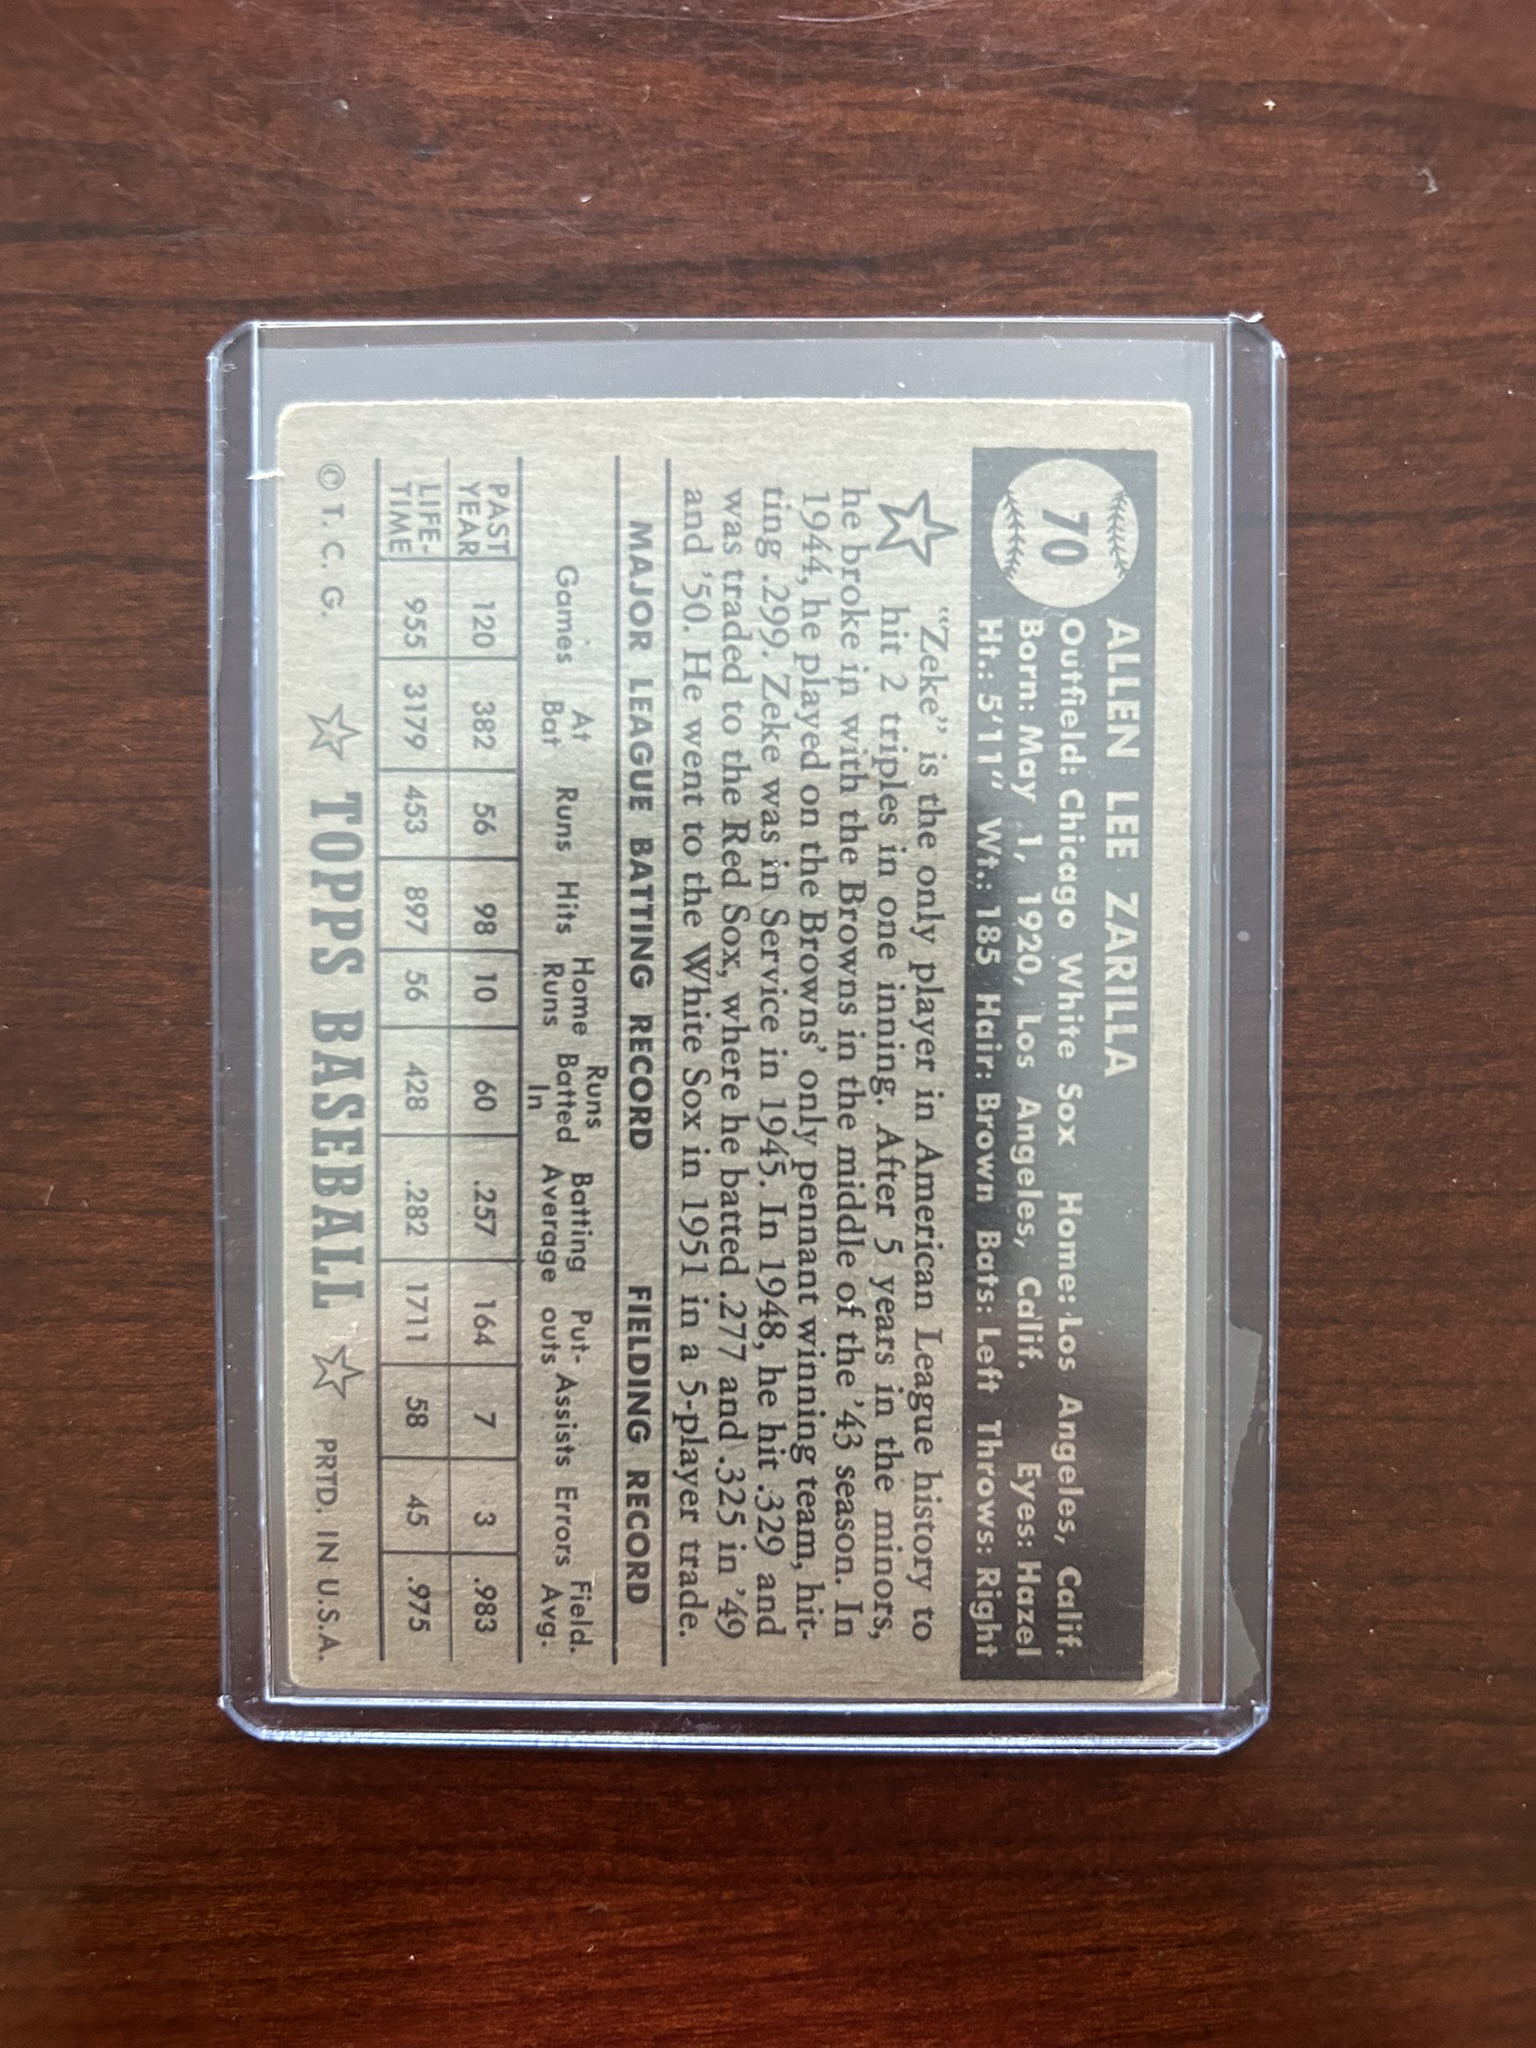 70
ALLEN LEE ZARILLA
Outfield: Chicago White Sox Home: Los Angeles, Calif.
Born: May 1, 1920, Los Angeles, Calif. Eyes: Hazel
Ht.: 5'11" Wt.: 185 Hair: Brown Bats: Left Throws: Right
"Zeke" is the only player in American League history to
hit 2 triples in one inning. After 5 years in the minors,
he broke in with the Browns in the middle of the '43 season. In
1944, he played on the Browns' only pennant winning team, hit-
ting .299. Zeke was in Service in 1945. In 1948, he hit .329 and
was traded to the Red Sox, where he batted .277 and .325 in '49
and '50. He went to the White Sox in 1951 in a 5-player trade.
MAJOR LEAGUE BATTING RECORD FIELDING RECORD
Games At Bat Runs Hits Home Runs Runs Batted In Batting Average Put-outs Assists Errors Field. Avg.
PAST YEAR 120 382 56 98 10 60 .257 164 7 3 .983
LIFE-TIME 955 3179 453 897 56 428 .282 1711 58 45 .975
© T. C. G. TOPPS BASEBALL PRTD. IN U.S.A.